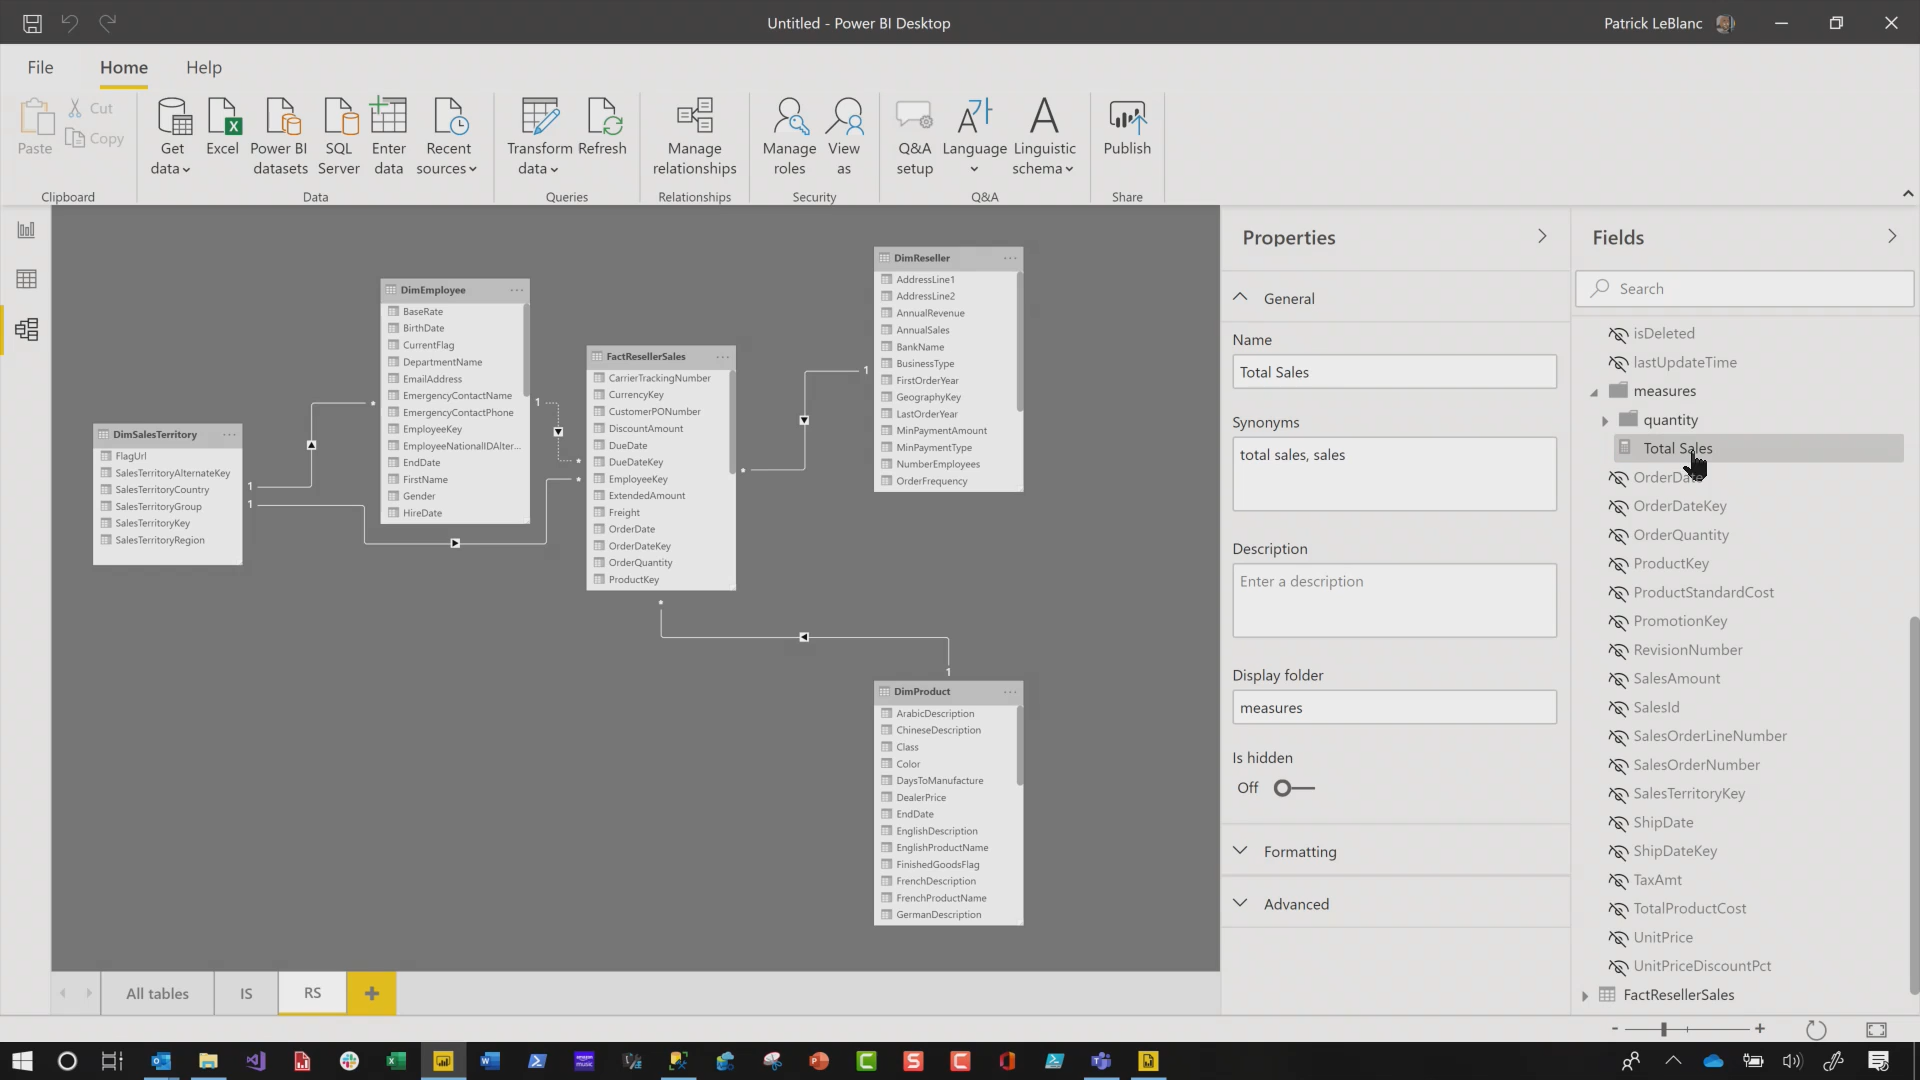 Untitled - Power BI Desktop
Patrick LeBlanc
File
Home
Help
Paste
Cut
Copy
Clipboard
Get
data
Excel
Power BI
datasets
SQL
Server
Enter
data
Recent
sources
Data
Transform
data
Refresh
Queries
Manage
relationships
Relationships
Manage
roles
View
as
Security
Q&A
setup
Language
Linguistic
schema
Q&A
Publish
Share
DimSalesTerritory
FlagUrl
SalesTerritoryAlternateKey
SalesTerritoryCountry
SalesTerritoryGroup
SalesTerritoryKey
SalesTerritoryRegion
1
1
*
DimEmployee
BaseRate
BirthDate
CurrentFlag
DepartmentName
EmailAddress
EmergencyContactName
EmergencyContactPhone
EmployeeKey
EmployeeNationalIDAlter...
EndDate
FirstName
Gender
HireDate
1
*
*
FactResellerSales
CarrierTrackingNumber
CurrencyKey
CustomerPONumber
DiscountAmount
DueDate
DueDateKey
EmployeeKey
ExtendedAmount
Freight
OrderDate
OrderDateKey
OrderQuantity
ProductKey
*
*
1
DimReseller
AddressLine1
AddressLine2
AnnualRevenue
AnnualSales
BankName
BusinessType
FirstOrderYear
GeographyKey
LastOrderYear
MinPaymentAmount
MinPaymentType
NumberEmployees
OrderFrequency
1
DimProduct
ArabicDescription
ChineseDescription
Class
Color
DaysToManufacture
DealerPrice
EndDate
EnglishDescription
EnglishProductName
FinishedGoodsFlag
FrenchDescription
FrenchProductName
GermanDescription
All tables
IS
RS
+
Properties
General
Name
Total Sales
Synonyms
total sales, sales
Description
Enter a description
Display folder
measures
Is hidden
Off
Formatting
Advanced
Fields
Search
isDeleted
lastUpdateTime
measures
quantity
Total Sales
OrderDate
OrderDateKey
OrderQuantity
ProductKey
ProductStandardCost
PromotionKey
RevisionNumber
SalesAmount
SalesId
SalesOrderLineNumber
SalesOrderNumber
SalesTerritoryKey
ShipDate
ShipDateKey
TaxAmt
TotalProductCost
UnitPrice
UnitPriceDiscountPct
FactResellerSales
- +